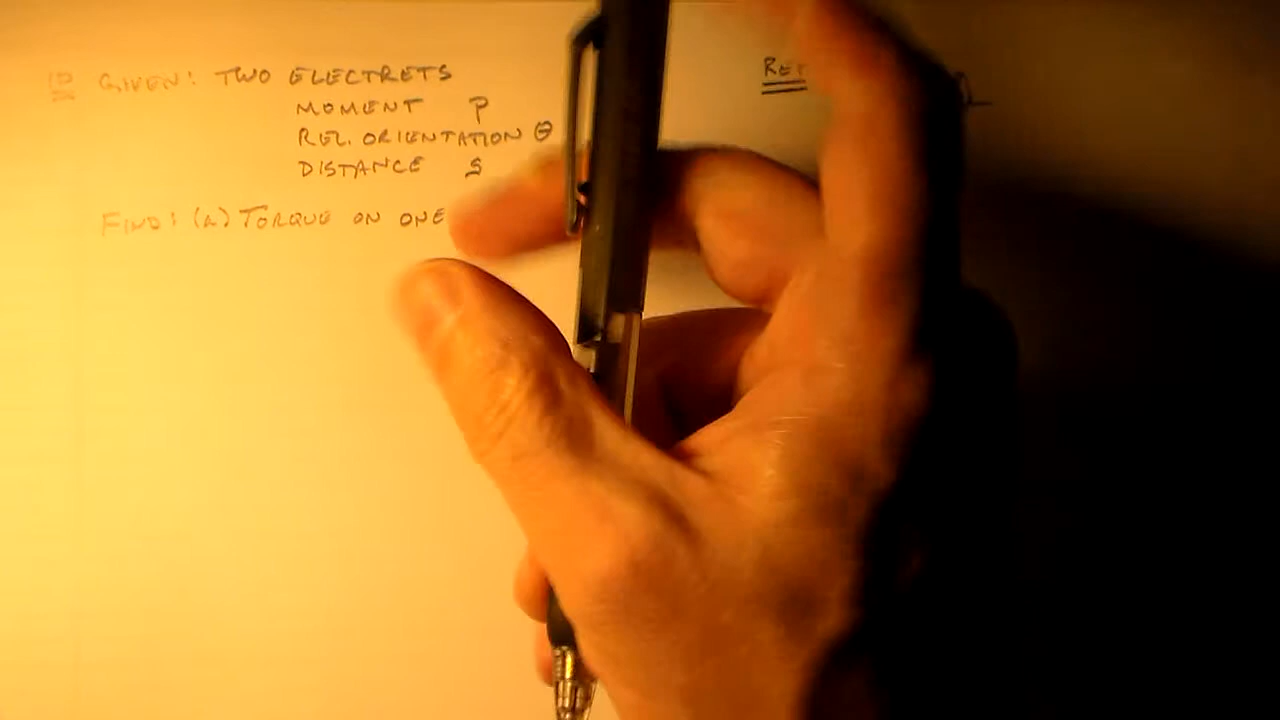 GIVEN: TWO ELECTRETS
MOMENT P
REL. ORIENTATION θ
DISTANCE S
FIND: (A) TORQUE ON ONE